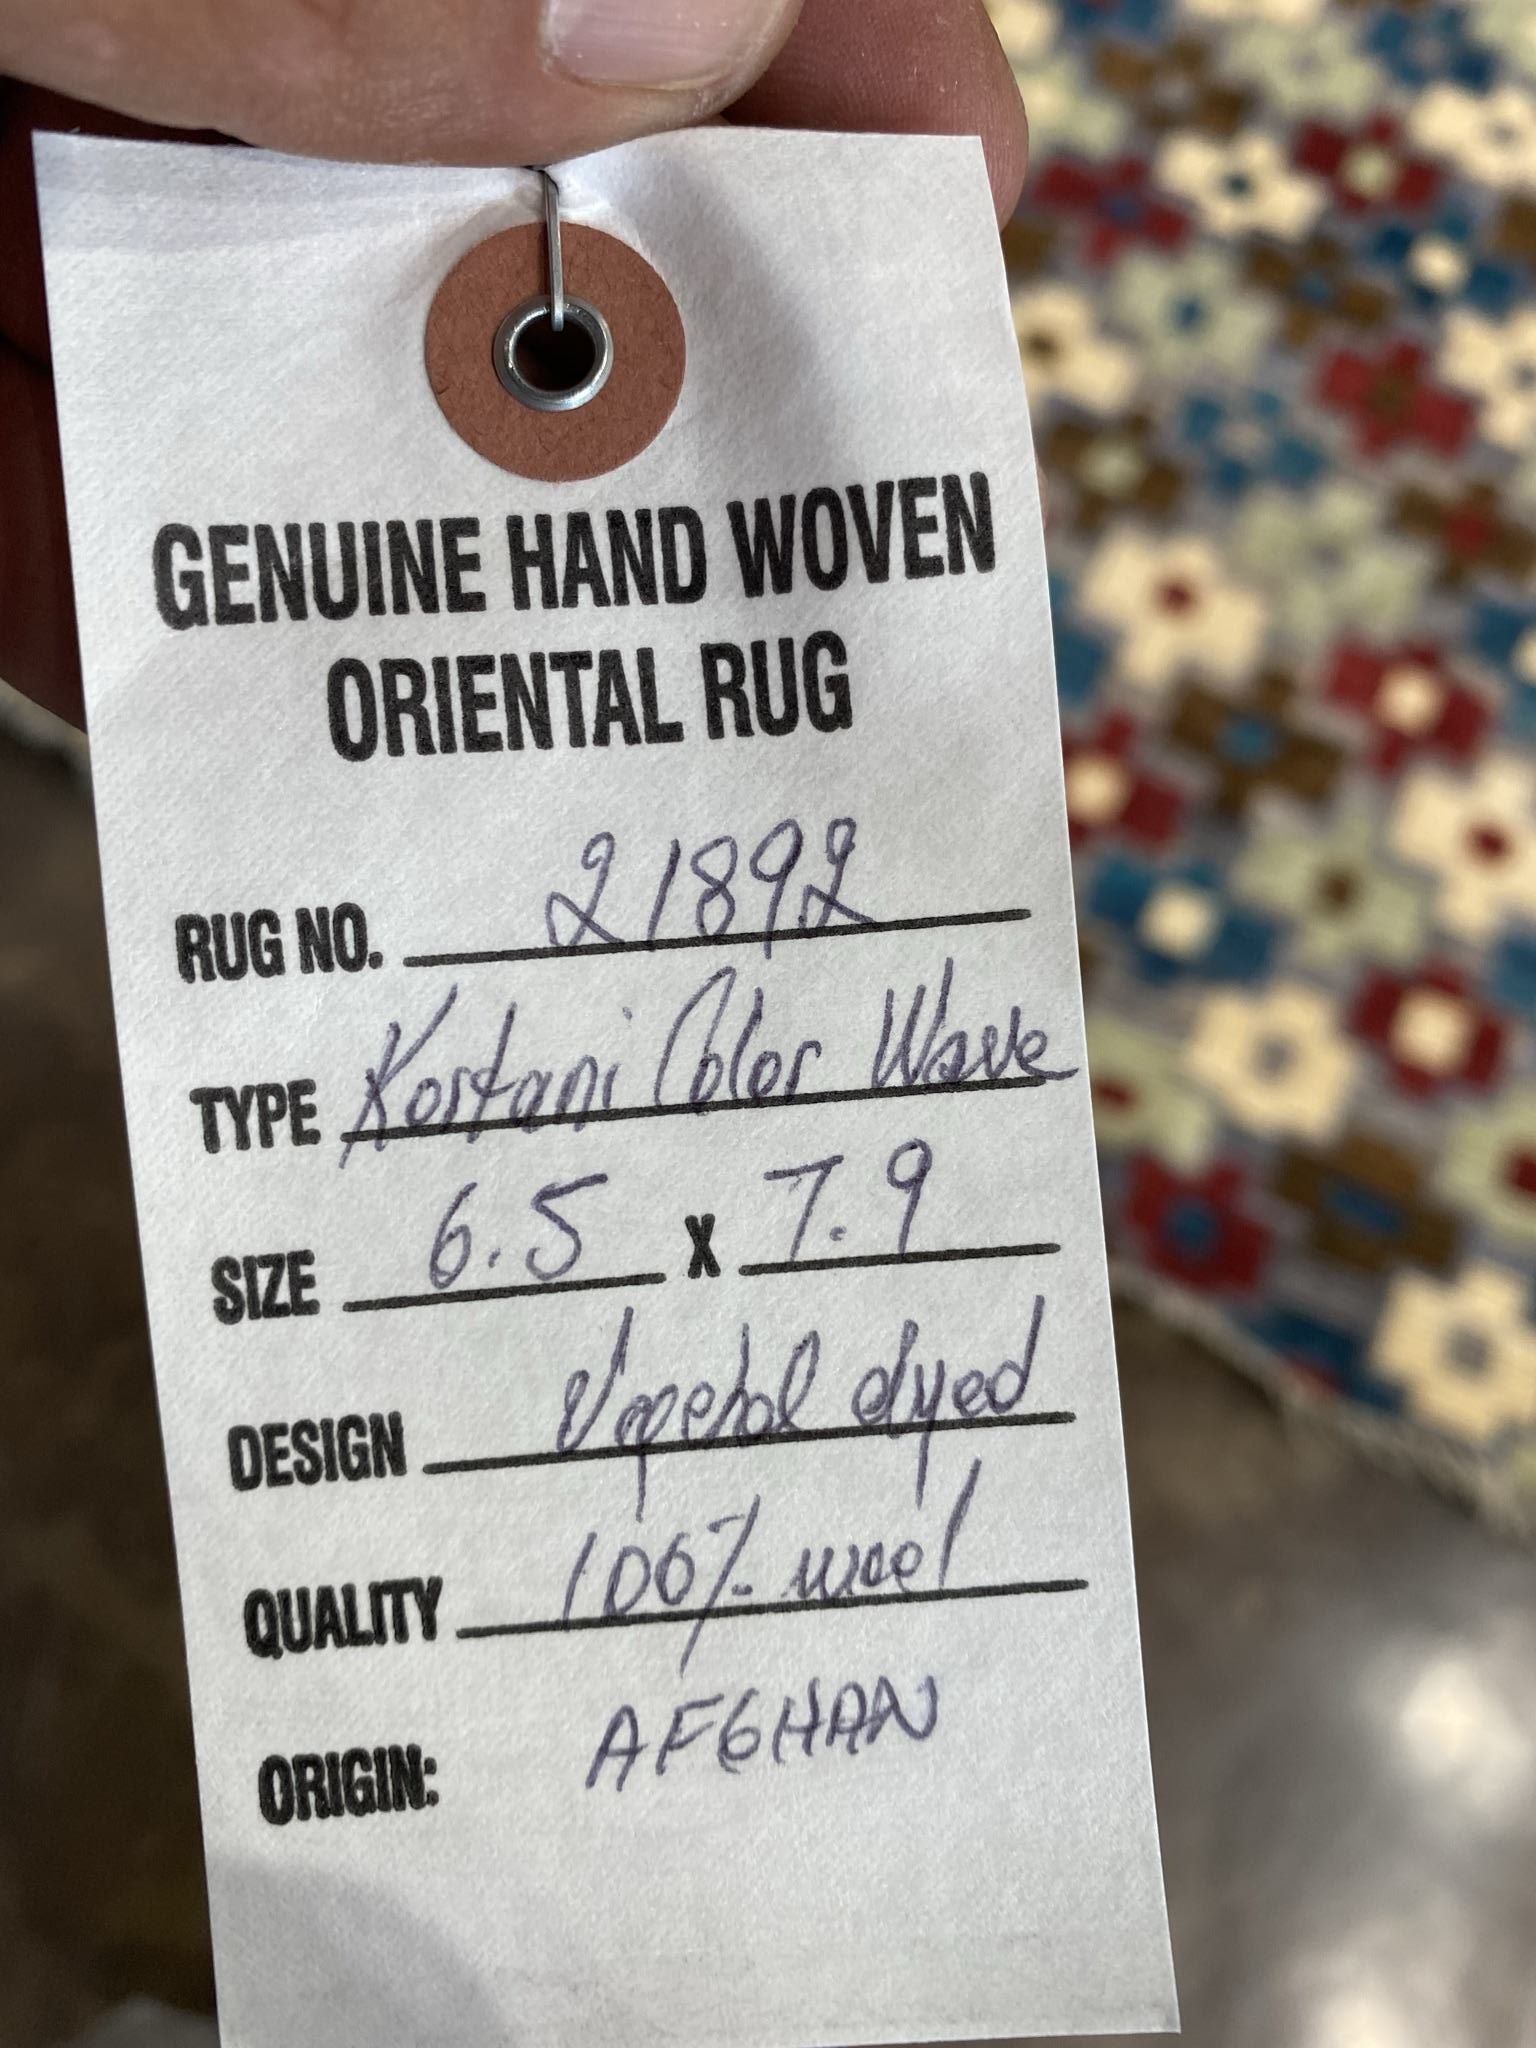 GENUINE HAND WOVEN
ORIENTAL RUG
RUG NO. 21892
TYPE Kortani Color Wave
SIZE 6.5 X 7.9
DESIGN Vegetal dyed
QUALITY 100% wool
ORIGIN: AFGHAN